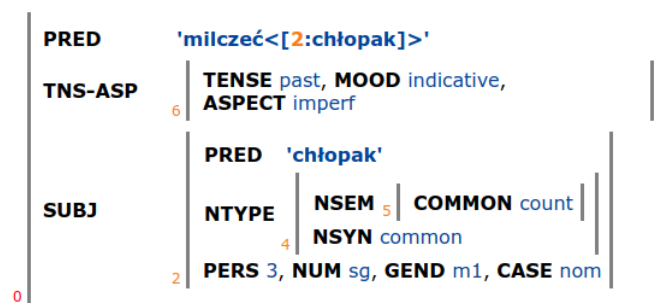 PRED 'milczeć<[2:chłopak]>'
TNS-ASP
TENSE past, MOOD indicative,
ASPECT imperf
6
PRED 'chłopak'
SUBJ
NTYPE
NSEM 5 COMMON count
NSYN common
4
PERS 3, NUM sg, GEND m1, CASE nom
2
0